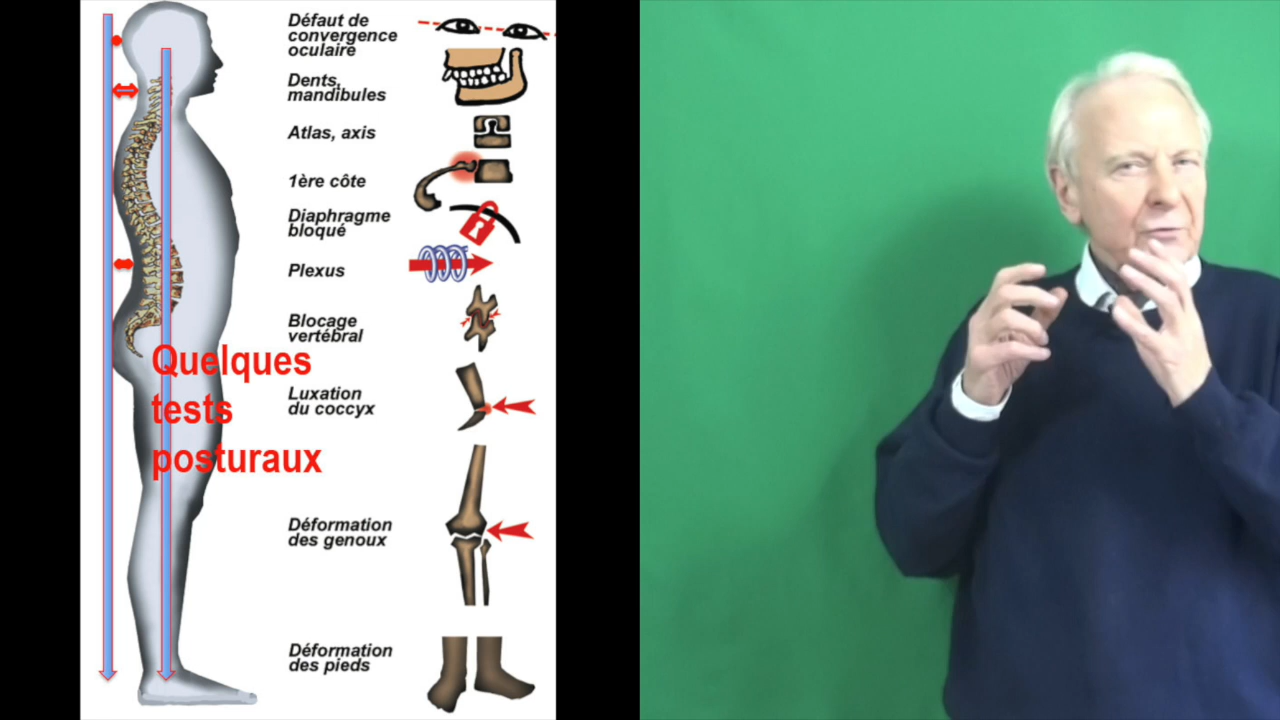 Défaut de
convergence
oculaire
Dents,
mandibules
Atlas, axis
1ère côte
Diaphragme
bloqué
Plexus
Blocage
vertébral
Quelques
tests
posturaux
Luxation
du coccyx
Déformation
des genoux
Déformation
des pieds